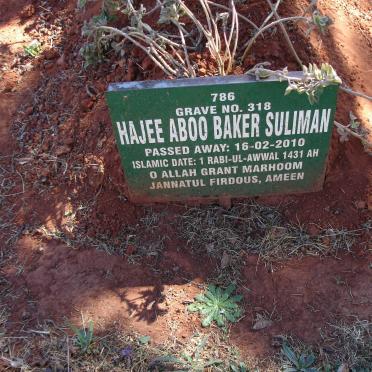 786
GRAVE NO. 318
HAJEE ABOO BAKER SULIMAN
PASSED AWAY: 16-02-2010
ISLAMIC DATE: 1 RABI-UL-AWWAL 1431 AH
O ALLAH GRANT MARHOOM
JANNATUL FIRDOUS, AMEEN